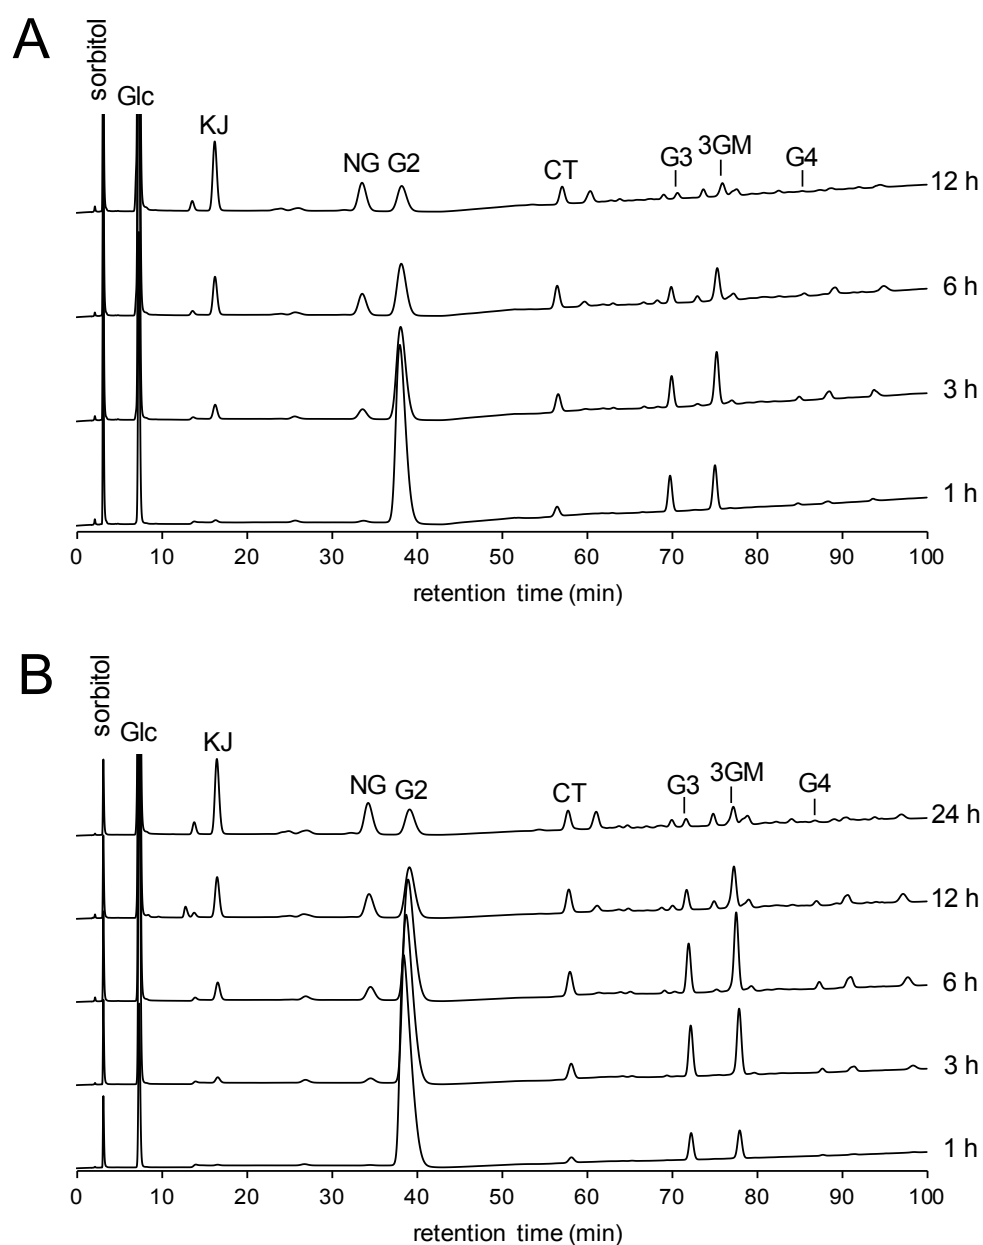 A
sorbitol
Glc
KJ
NG G2
CT
G3
3GM
G4
12 h
6 h
3 h
1 h
0 10 20 30 40 50 60 70 80 90 100
retention time (min)
B
sorbitol
Glc
KJ
NG G2
CT
G3
3GM
G4
24 h
12 h
6 h
3 h
1 h
0 10 20 30 40 50 60 70 80 90 100
retention time (min)